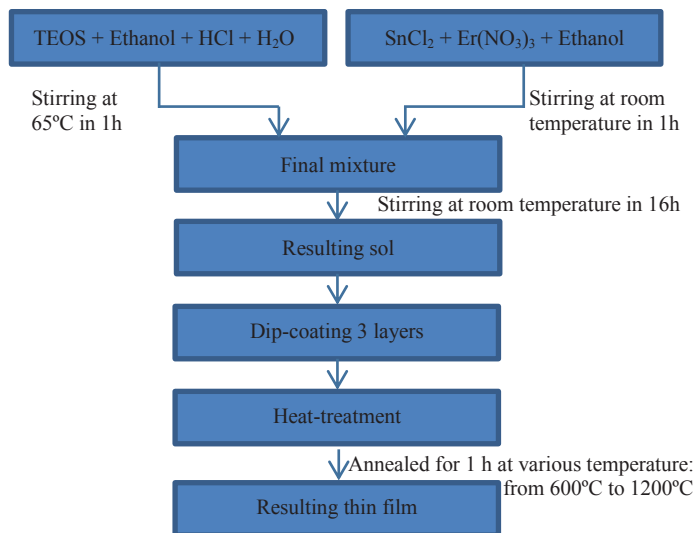 TEOS + Ethanol + HCl + H₂O
SnCl₂ + Er(NO₃)₃ + Ethanol
Stirring at
65ºC in 1h
Stirring at room
temperature in 1h
Final mixture
Stirring at room temperature in 16h
Resulting sol
Dip-coating 3 layers
Heat-treatment
Annealed for 1 h at various temperature:
from 600ºC to 1200ºC
Resulting thin film